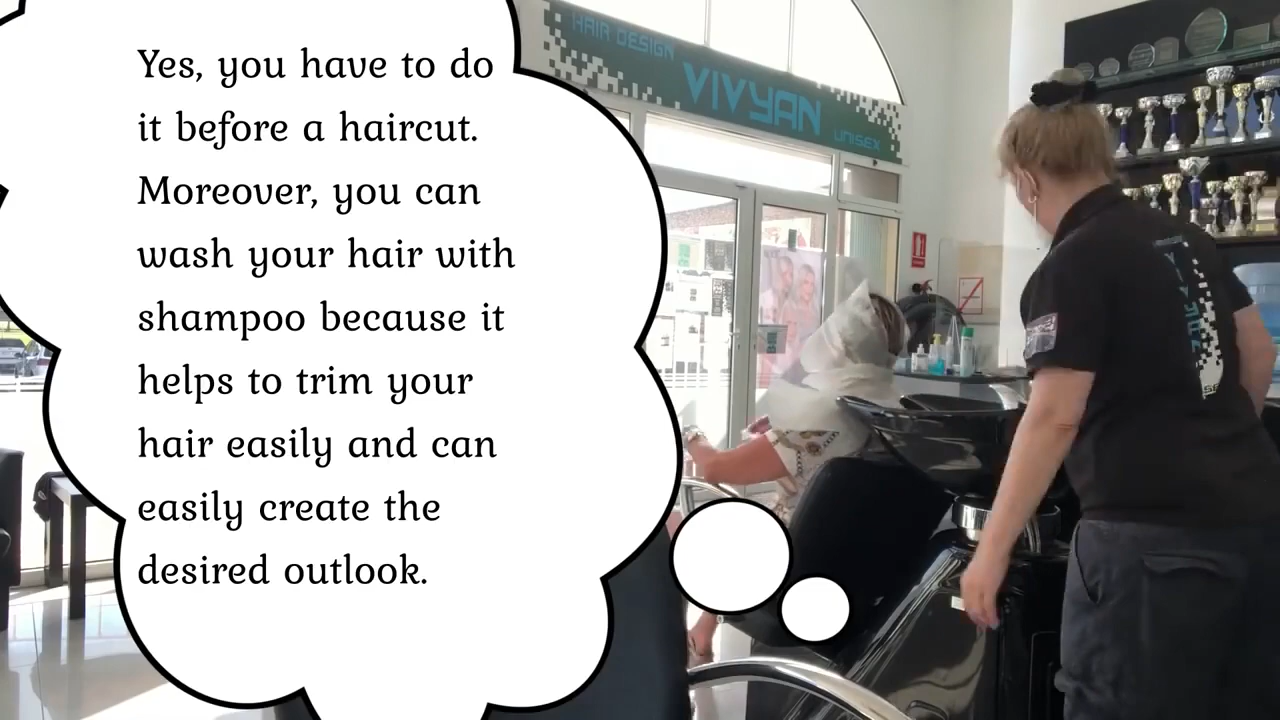 Yes, you have to do
it before a haircut.
Moreover, you can
wash your hair with
shampoo because it
helps to trim your
hair easily and can
easily create the
desired outlook.
HAIR DESIGN
VIVYAN
UNISEX